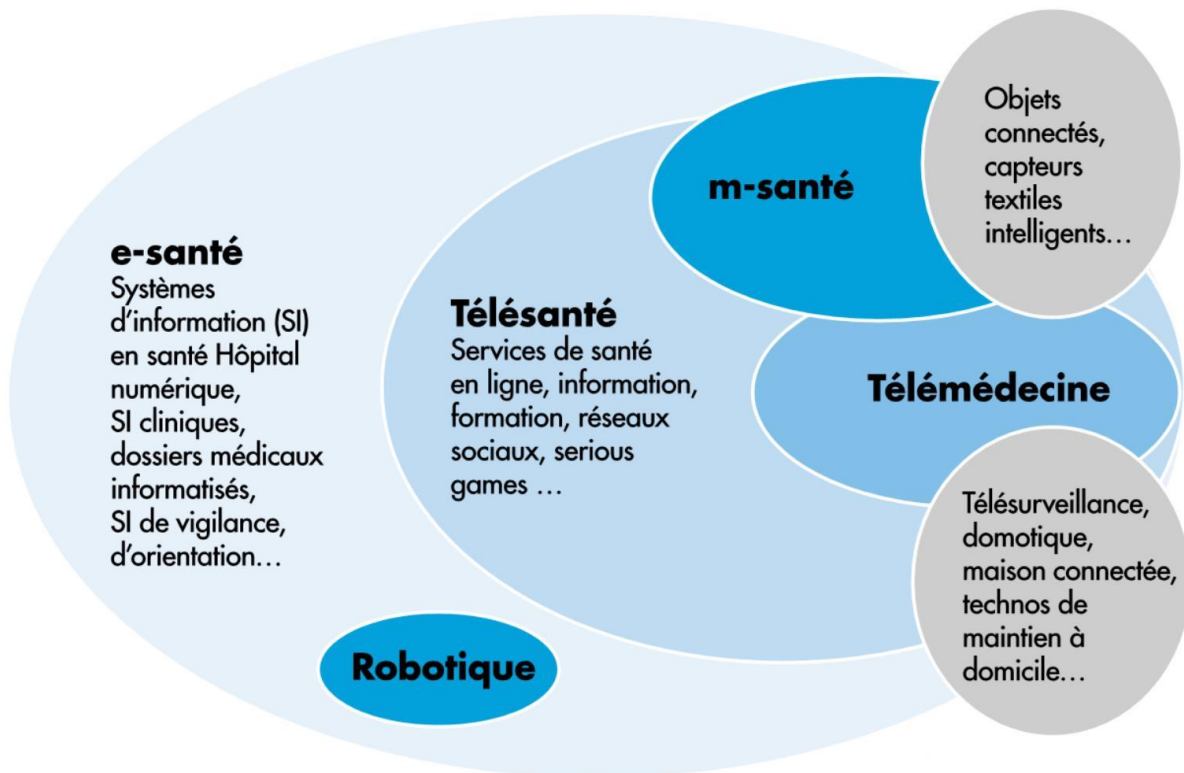 e-santé
Systèmes
d'information (SI)
en santé Hôpital
numérique,
SI cliniques,
dossiers médicaux
informatisés,
SI de vigilance,
d'orientation…
Télésanté
Services de santé
en ligne, information,
formation, réseaux
sociaux, serious
games …
m-santé
Objets
connectés,
capteurs
textiles
intelligents…
Télémédecine
Télésurveillance,
domotique,
maison connectée,
technos de
maintien à
domicile…
Robotique